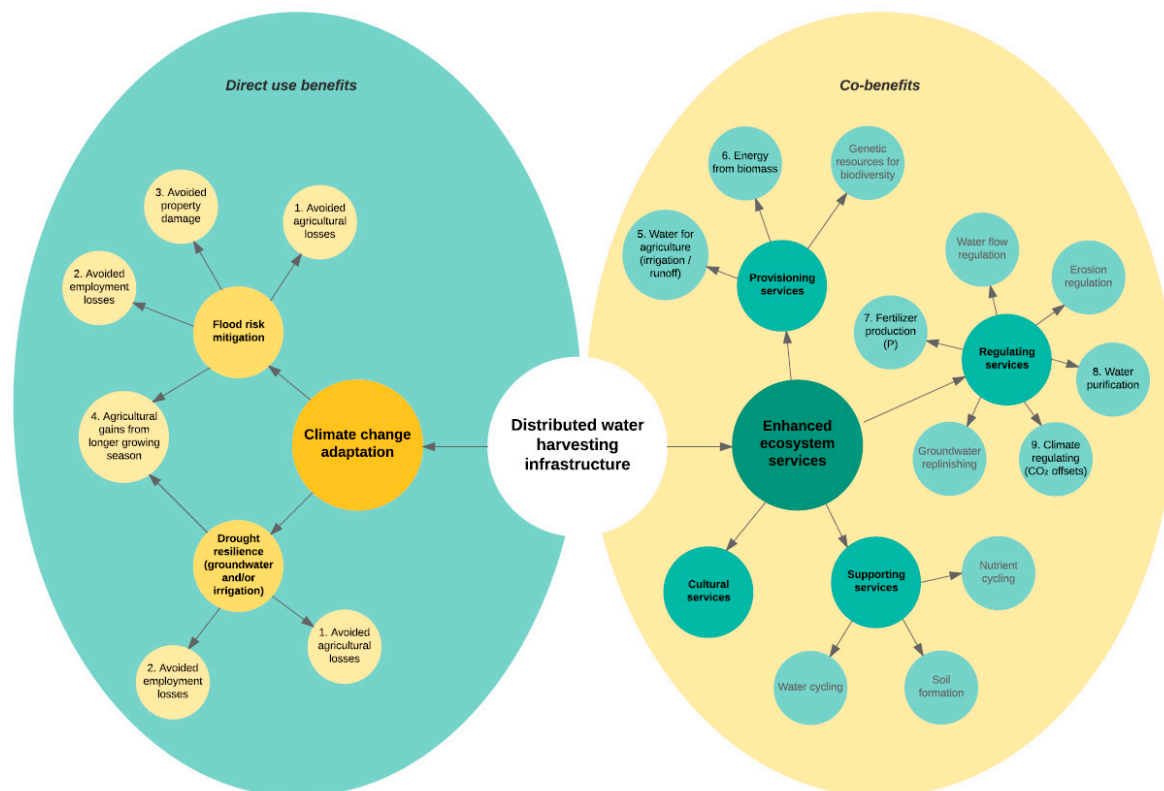 Direct use benefits
3. Avoided
property
damage
1. Avoided
agricultural
losses
2. Avoided
employment
losses
Flood risk
mitigation
4. Agricultural
gains from
longer growing
season
Climate change
adaptation
Drought
resilience
(groundwater
and/or
irrigation)
1. Avoided
agricultural
losses
2. Avoided
employment
losses
Distributed water
harvesting
infrastructure
Co-benefits
6. Energy
from biomass
Genetic
resources for
biodiversity
5. Water for
agriculture
(irrigation /
runoff)
Provisioning
services
Water flow
regulation
Erosion
regulation
7. Fertilizer
production
(P)
Regulating
services
8. Water
purification
Groundwater
replenishing
9. Climate
regulating
(CO₂ offsets)
Enhanced
ecosystem
services
Cultural
services
Supporting
services
Nutrient
cycling
Water cycling
Soil
formation